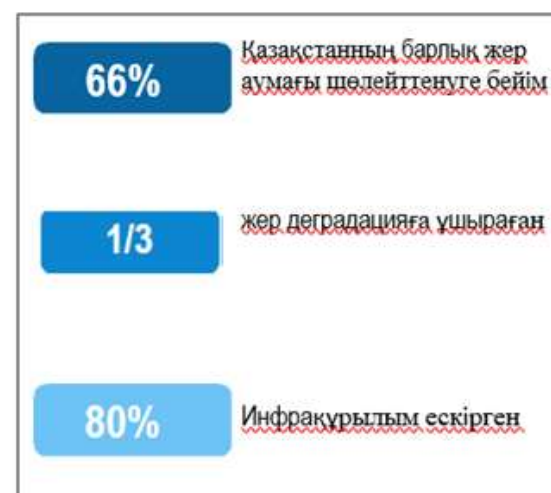 66%
Қазақстанның барлық жер
аумағы шөлейттенуге бейім
1/3
жер деградацияға ұшыраған
80%
Инфрақұрылым ескірген